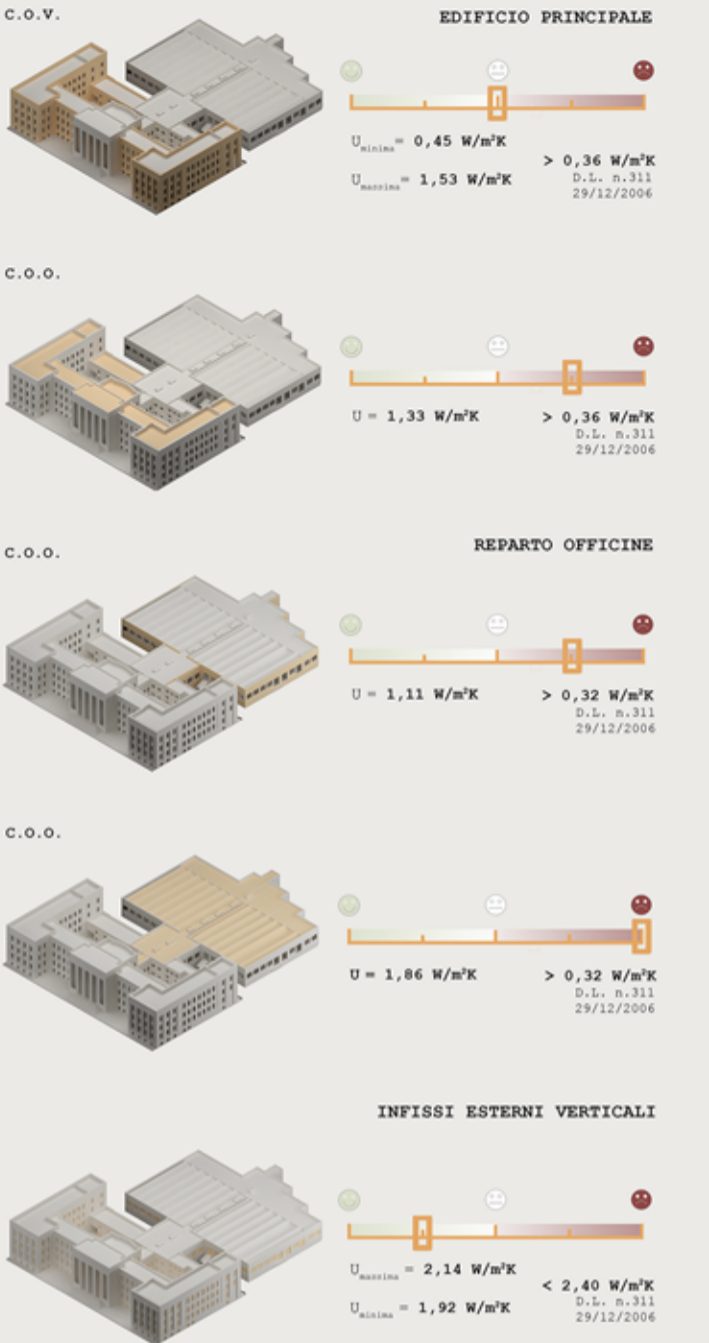 C.O.V.
EDIFICIO PRINCIPALE
U minima = 0,45 W/m²K
U massima = 1,53 W/m²K
> 0,36 W/m²K
D.L. n.311
29/12/2006
C.O.O.
U = 1,33 W/m²K
> 0,36 W/m²K
D.L. n.311
29/12/2006
REPARTO OFFICINE
C.O.O.
U = 1,11 W/m²K
> 0,32 W/m²K
D.L. n.311
29/12/2006
C.O.O.
U = 1,86 W/m²K
> 0,32 W/m²K
D.L. n.311
29/12/2006
INFISSI ESTERNI VERTICALI
U massima = 2,14 W/m²K
U minima = 1,92 W/m²K
< 2,40 W/m²K
D.L. n.311
29/12/2006